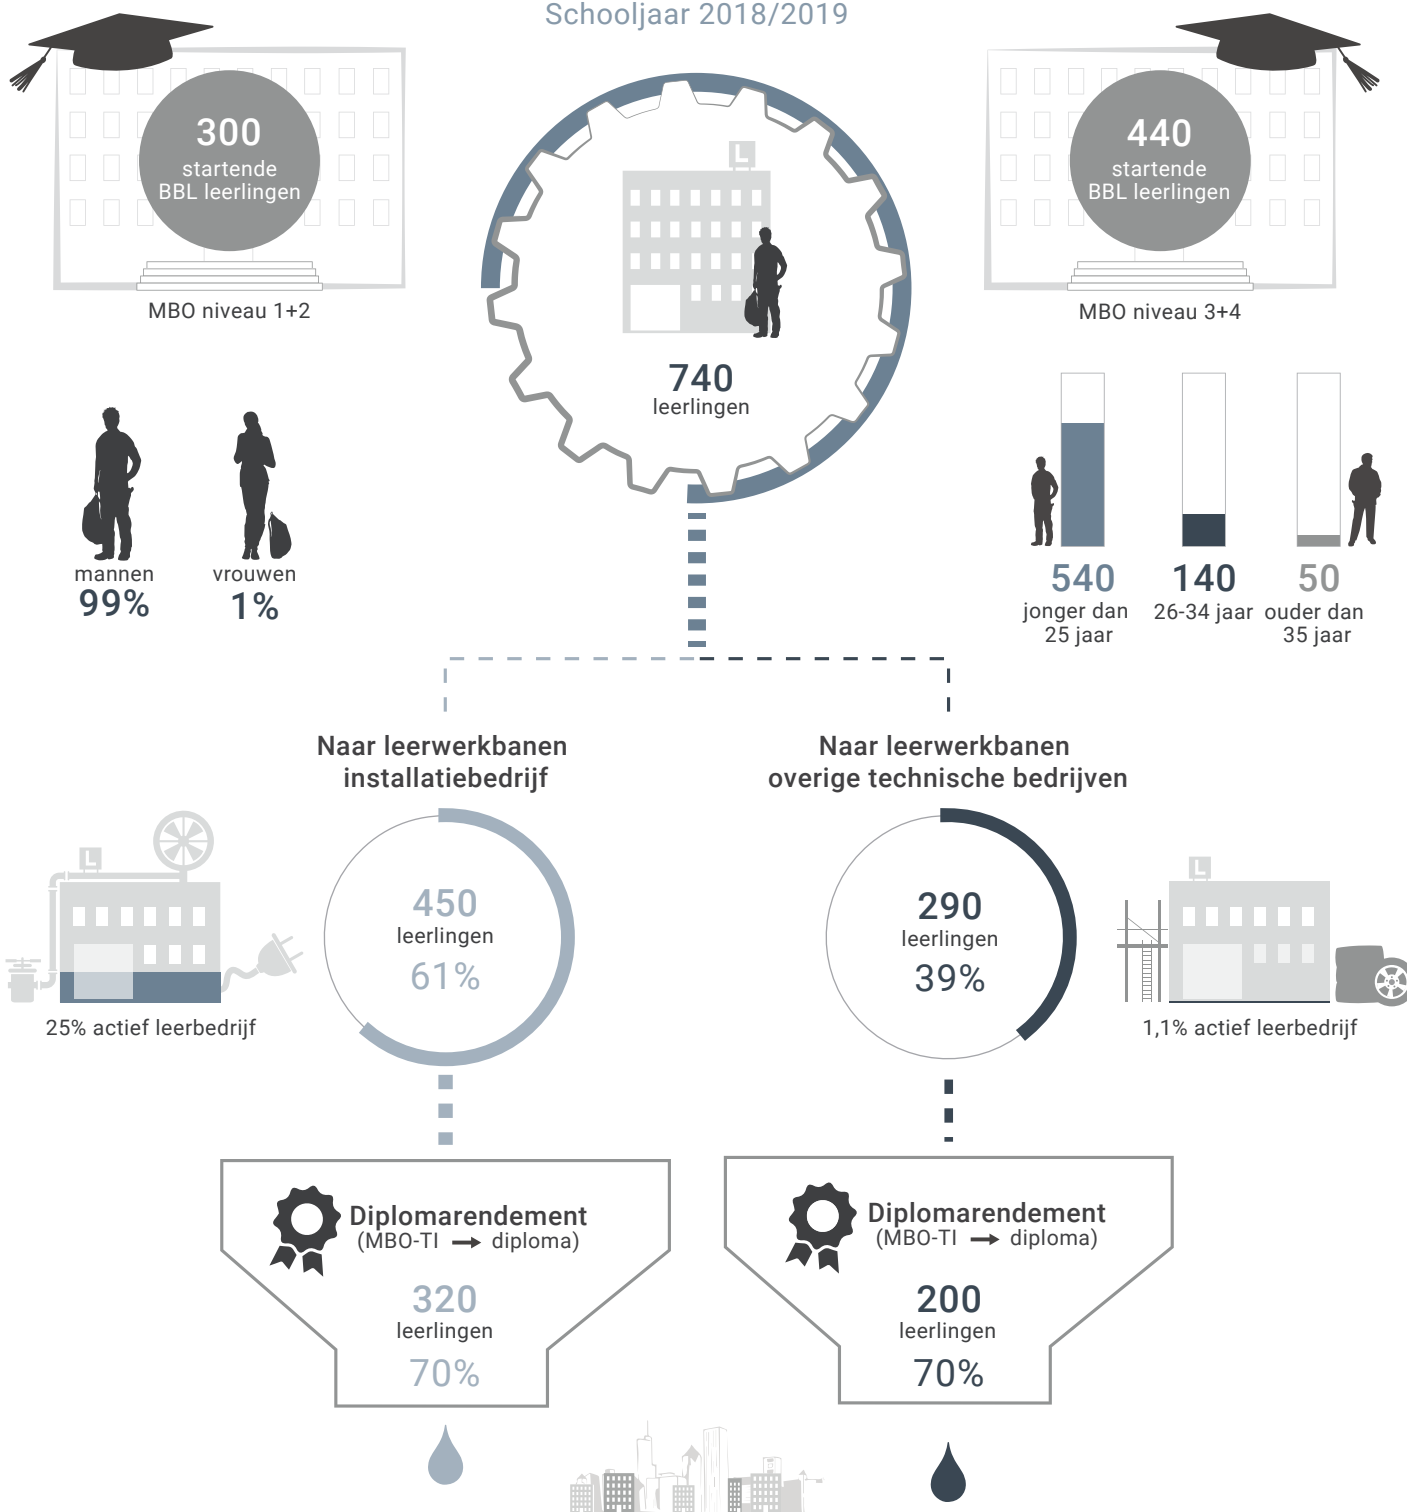 Schooljaar 2018/2019
300
startende
BBL leerlingen
MBO niveau 1+2
L
740
leerlingen
440
startende
BBL leerlingen
MBO niveau 3+4
mannen
99%
vrouwen
1%
540
jonger dan
25 jaar
140
26-34 jaar
50
ouder dan
35 jaar
Naar leerwerkbanen
installatiebedrijf
L
25% actief leerbedrijf
450
leerlingen
61%
Naar leerwerkbanen
overige technische bedrijven
290
leerlingen
39%
L
1,1% actief leerbedrijf
Diplomarendement
(MBO-TI → diploma)
320
leerlingen
70%
Diplomarendement
(MBO-TI → diploma)
200
leerlingen
70%